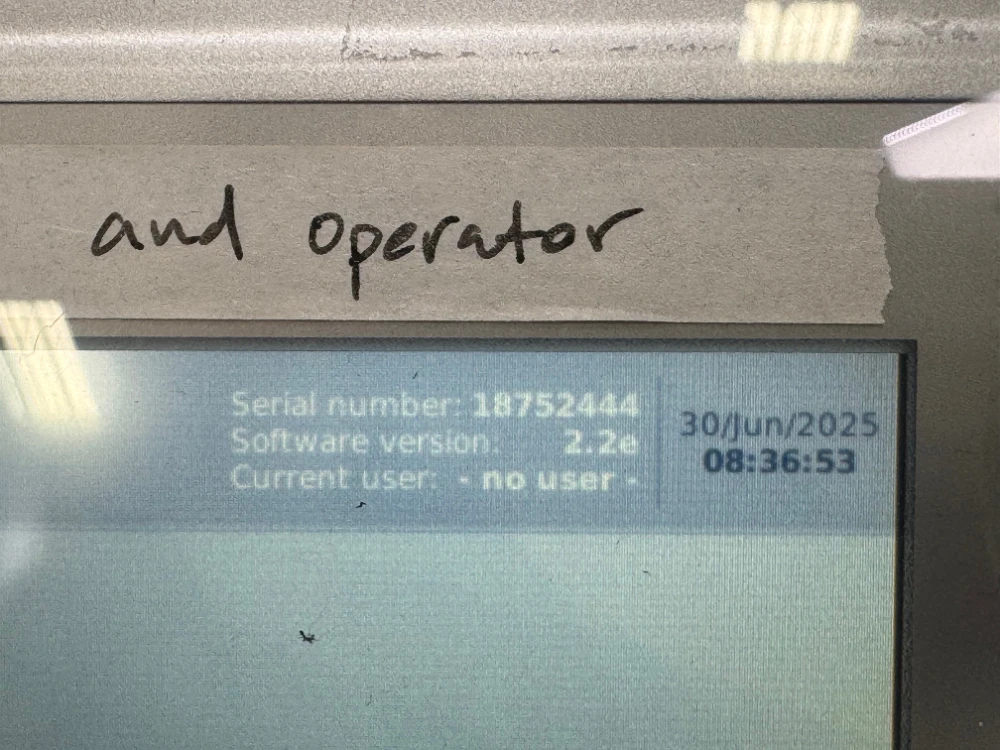 and operator
Serial number: 18752444
Software version: 2.2e
Current user: - no user -
30/Jun/2025
08:36:53